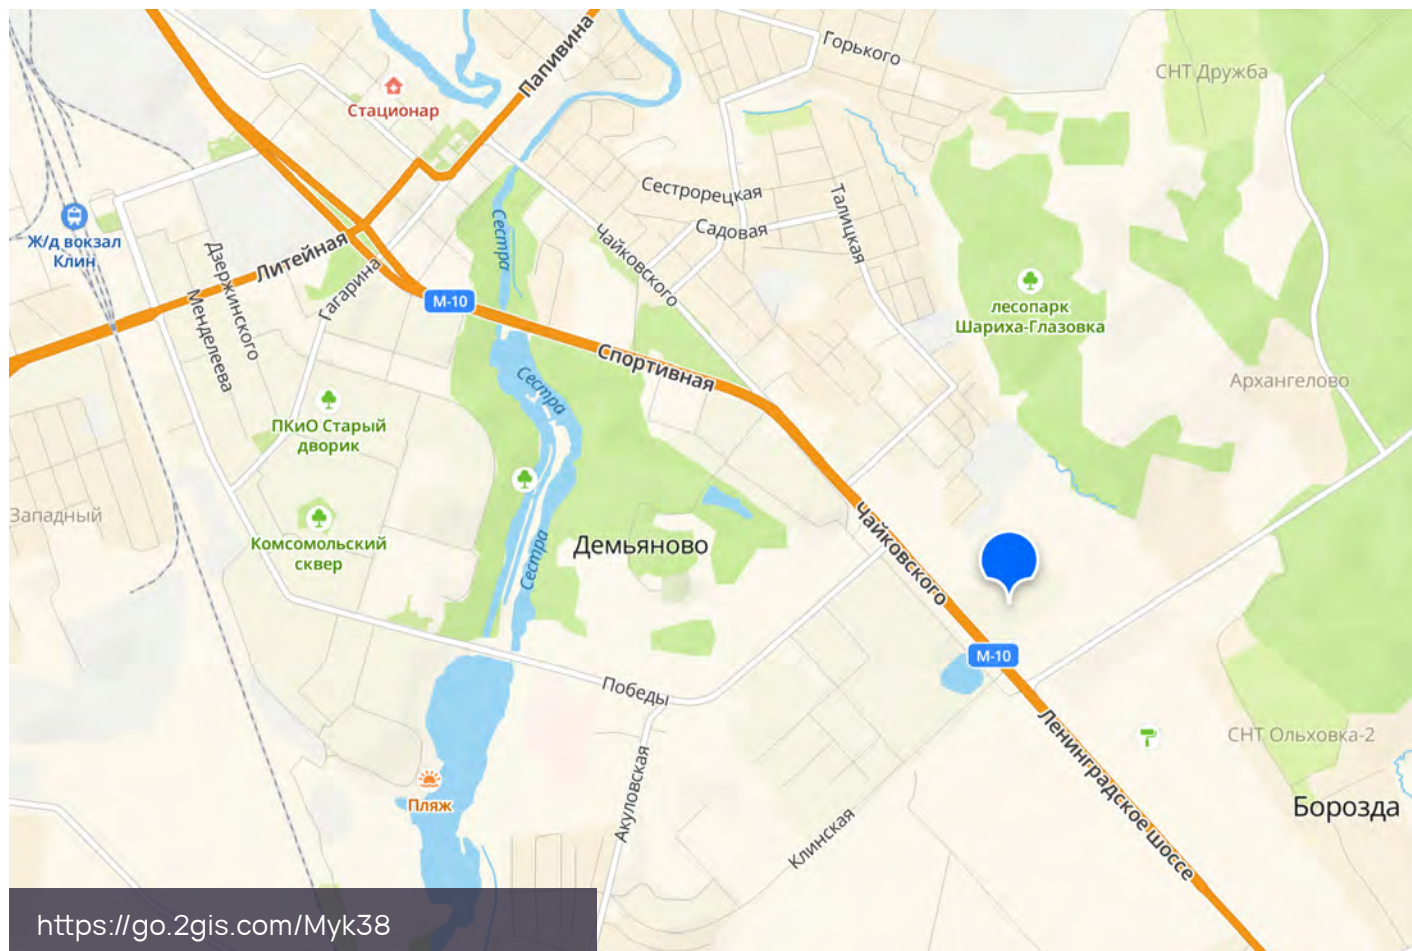 Папивина
Горького
СНТ Дружба
Стационар
Сестрорецкая
Талицкая
Ж/д вокзал
Клин
Дзержинского
Литейная
Сестра
Чайковского
Садовая
Гагарина
Менделеева
М-10
лесопарк
Шариха-Глазовка
Спортивная
Сестра
Архангелово
ПКиО Старый
дворик
Западный
Комсомольский
сквер
Сестра
Демьяново
Чайковского
М-10
Победы
Ленинградское шоссе
СНТ Ольховка-2
Акуловская
Пляж
Клинская
Борозда
https://go.2gis.com/Myk38